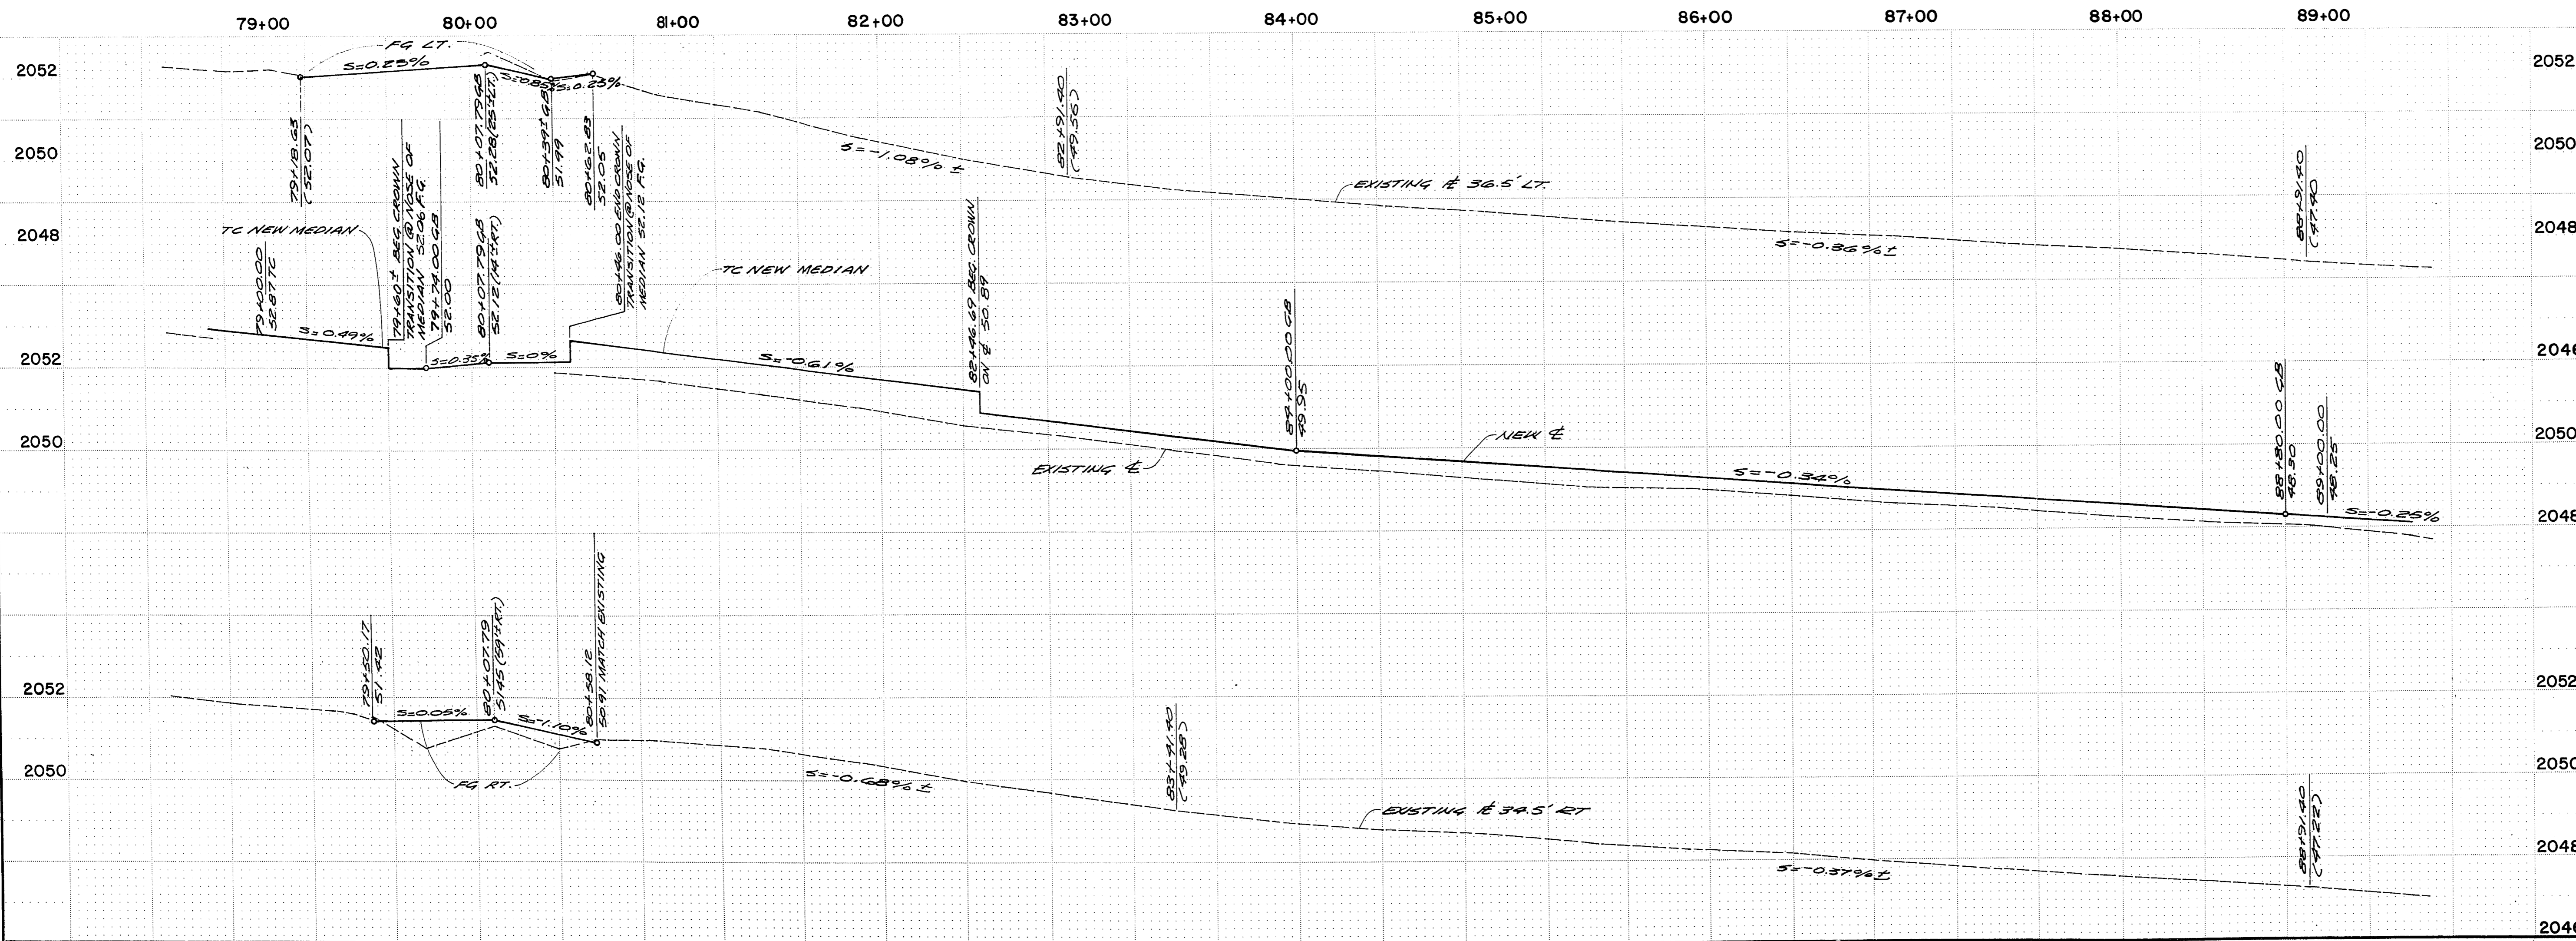 79+00
80+00
81+00
82+00
83+00
84+00
85+00
86+00
87+00
88+00
89+00
2052
2050
2048
2052
2050
2048
2046
FG LT.
S=0.25%
S=0.85%
S=0.25%
79+18.63
(52.07)
80+07.79 GB
52.28 (25'±LT.)
80+39± GB
51.99
80+62.83
52.05
S=-1.08% ±
82+91.40
(49.56)
EXISTING ⅊ 36.5' LT.
S=-0.36% ±
88+91.40
(47.40)
TC NEW MEDIAN
79+00.00
52.87 TC
S=0.49%
79+60± BEG. CROWN
TRANSITION @ NOSE OF
MEDIAN 52.06 F.G.
79+74.00 GB
52.00
80+07.79 GB
52.12 (14'±RT.)
80+46.00 END CROWN
TRANSITION @ NOSE OF
MEDIAN 52.12 F.G.
S=0.35%
S=0%
TC NEW MEDIAN
S=-0.61%
82+46.69 BEG. CROWN
ON ℄ 50.89
84+00.00 GB
49.95
NEW ℄
EXISTING ℄
S=-0.34%
88+80.00 GB
48.30
89+00.00
48.25
S=-0.25%
2052
2050
2050
2048
79+50.17
51.42
80+07.79
51.45 (59'±RT.)
80+58.12
50.91 MATCH EXISTING
S=0.05%
S=-1.10%
FG RT.
S=-0.68% ±
83+41.40
(49.28)
EXISTING ⅊ 34.5' RT
S=-0.37% ±
88+91.40
(47.22)
2052
2050
2052
2050
2048